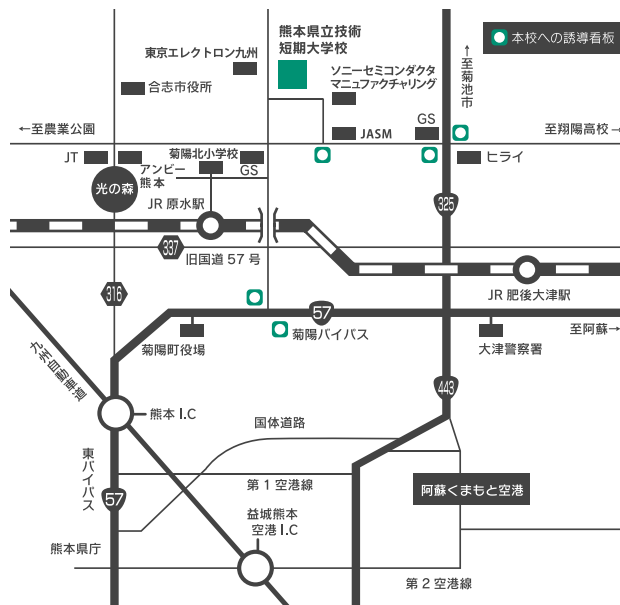 熊本県立技術
短期大学校
本校への誘導看板
東京エレクトロン九州
ソニーセミコンダクタ
マニュファクチャリング
↑至菊池市
合志市役所
JASM
GS
←至農業公園
至翔陽高校→
JT
アンビー
熊本
菊陽北小学校
GS
ヒライ
光の森
JR 原水駅
325
337
旧国道 57 号
316
JR 肥後大津駅
57
菊陽バイパス
至阿蘇→
菊陽町役場
大津警察署
九州自動車道
443
熊本 I.C
国体道路
東バイパス
57
第 1 空港線
阿蘇くまもと空港
益城熊本
空港 I.C
熊本県庁
第 2 空港線